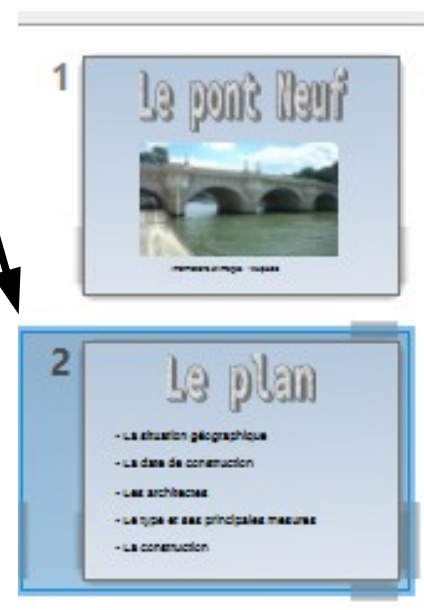 1
Le pont Neuf
2
Le plan
- La situation géographique
- La date de construction
- Les architectes
- Le type et ses principales mesures
- La construction